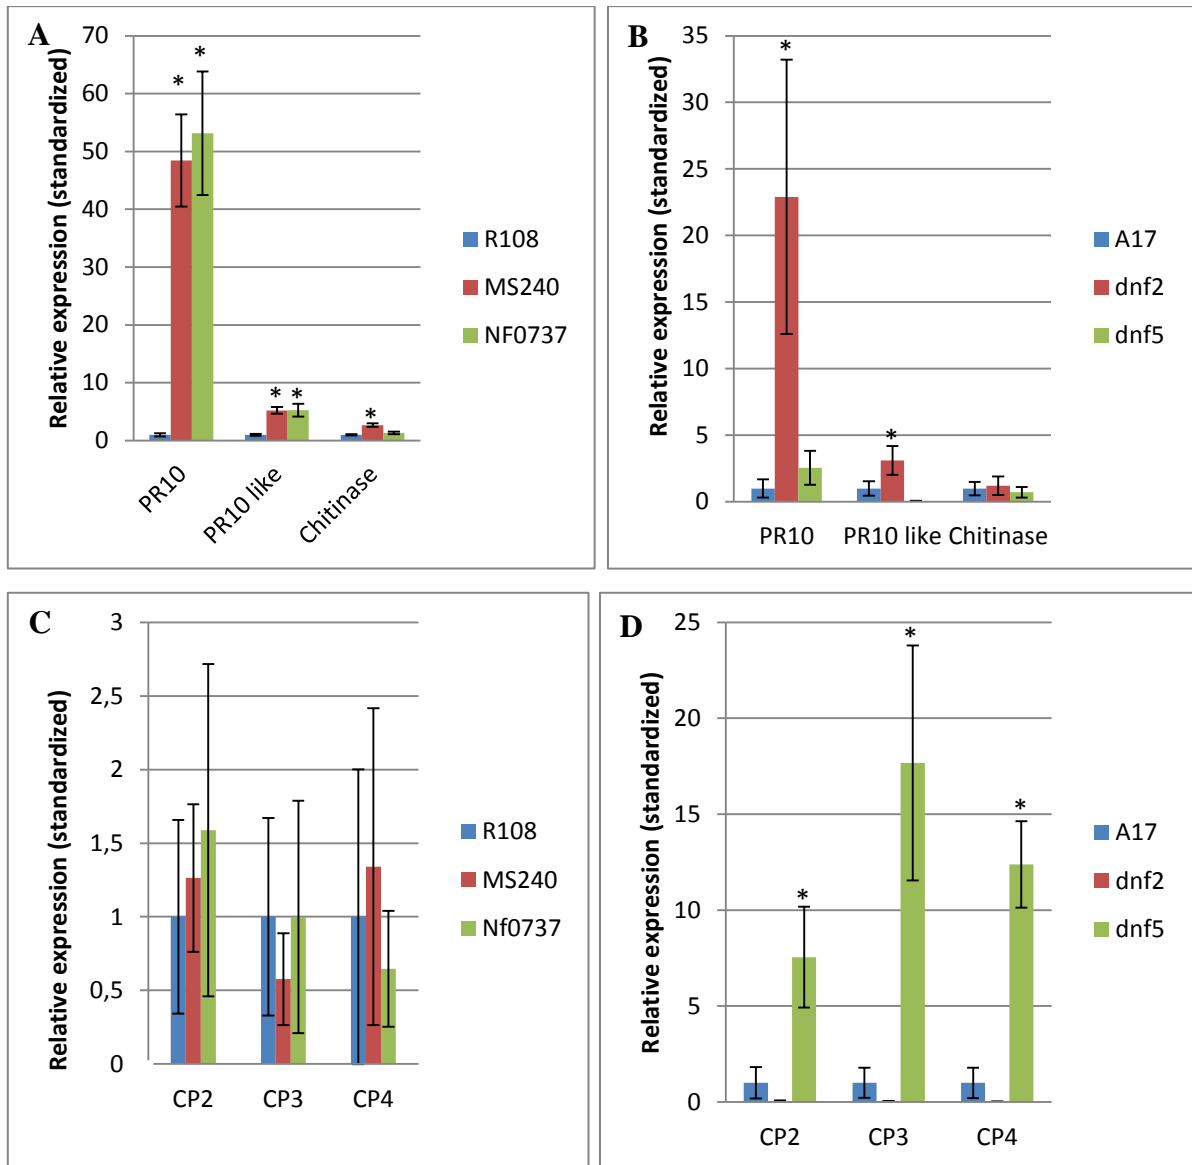 A
Relative expression (standardized)
70
60
50
40
30
20
10
0
* *
* *
*
PR10
PR10 like
Chitinase
R108
MS240
NF0737
B
Relative expression (standardized)
35
30
25
20
15
10
5
0
*
*
PR10 PR10 like Chitinase
A17
dnf2
dnf5
C
Relative expression (standardized)
3
2,5
2
1,5
1
0,5
0
CP2 CP3 CP4
R108
MS240
Nf0737
D
Relative expression (standardized)
25
20
15
10
5
0
*
*
*
CP2 CP3 CP4
A17
dnf2
dnf5